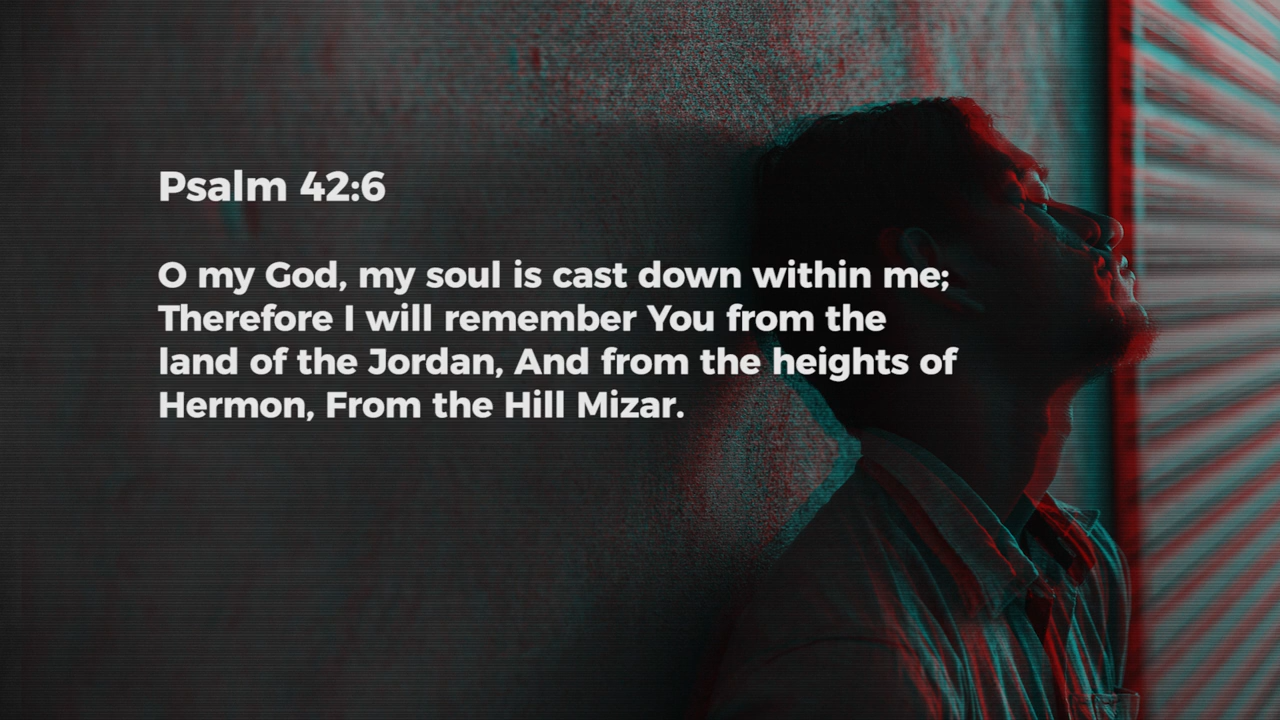 Psalm 42:6
O my God, my soul is cast down within me;
Therefore I will remember You from the
land of the Jordan, And from the heights of
Hermon, From the Hill Mizar.